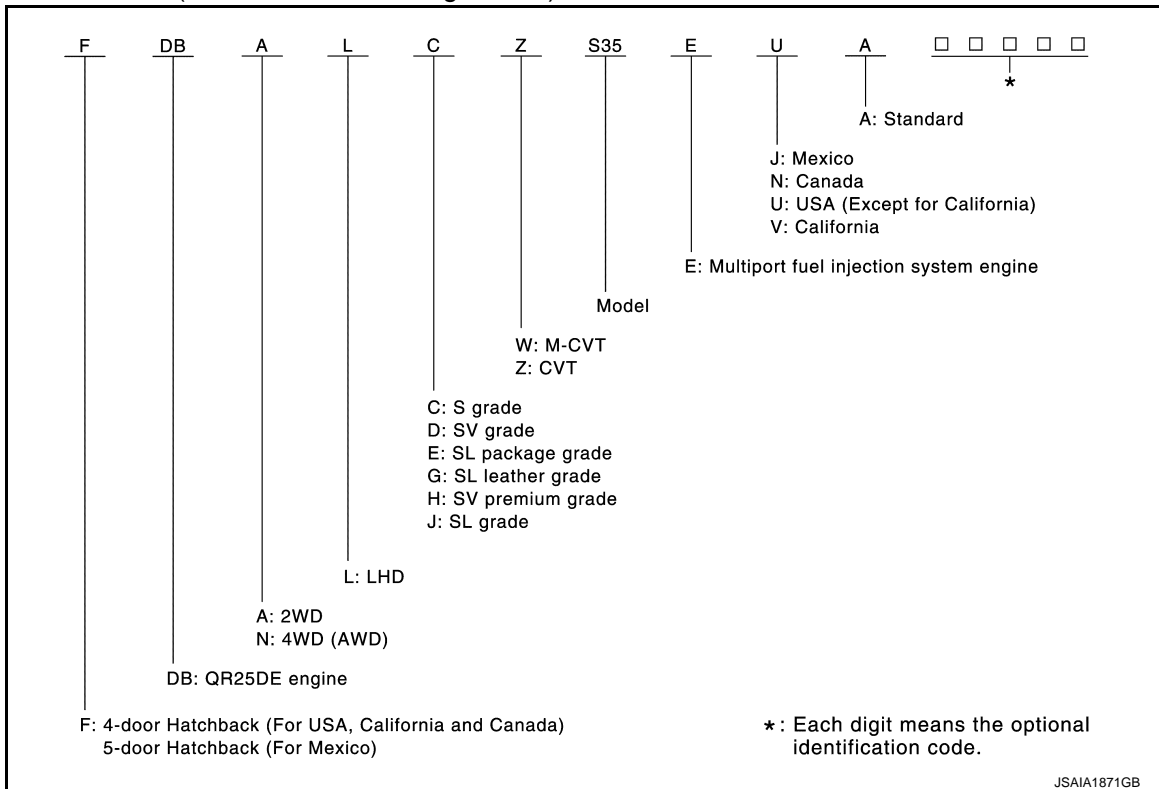 F DB A L C Z S35 E U A □ □ □ □ □
*
A: Standard
J: Mexico
N: Canada
U: USA (Except for California)
V: California
E: Multiport fuel injection system engine
Model
W: M-CVT
Z: CVT
C: S grade
D: SV grade
E: SL package grade
G: SL leather grade
H: SV premium grade
J: SL grade
L: LHD
A: 2WD
N: 4WD (AWD)
DB: QR25DE engine
F: 4-door Hatchback (For USA, California and Canada)
5-door Hatchback (For Mexico)
*: Each digit means the optional
identification code.
JSAIA1871GB